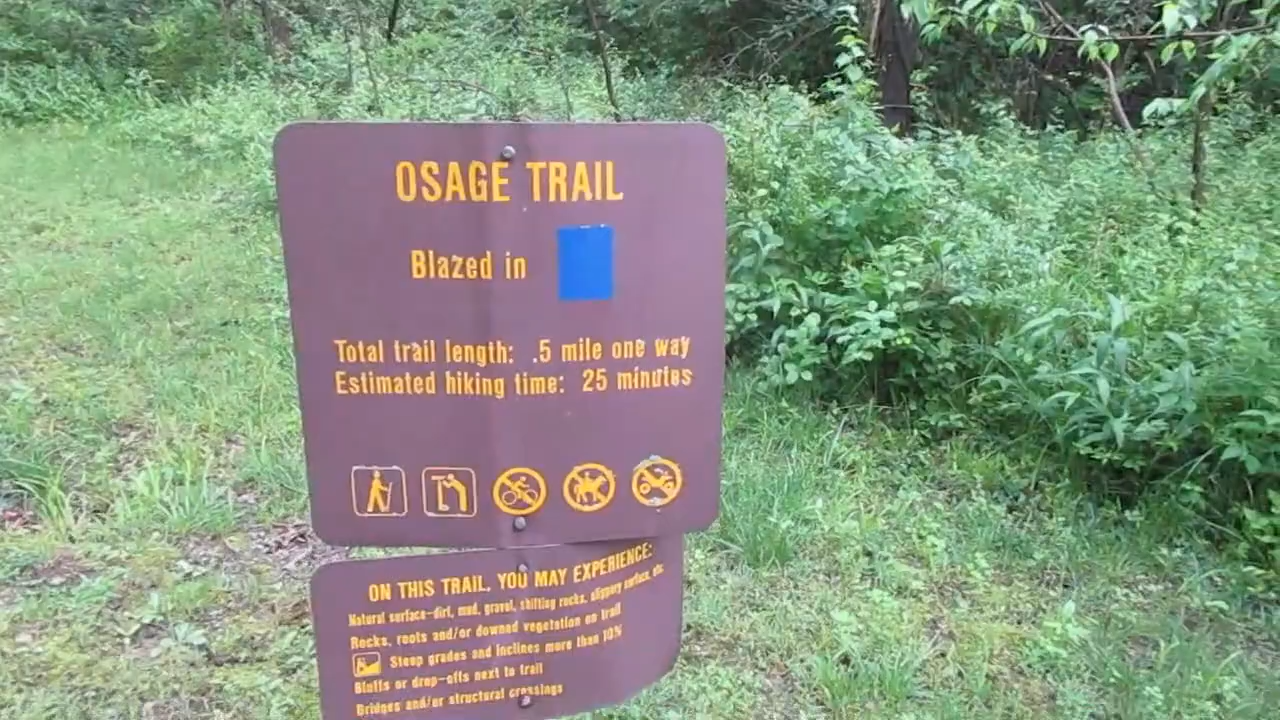 OSAGE TRAIL
Blazed in
Total trail length: .5 mile one way
Estimated hiking time: 25 minutes
ON THIS TRAIL, YOU MAY EXPERIENCE:
Natural surface-dirt, mud, gravel, shifting rocks, slippery surface, etc
Rocks, roots and/or downed vegetation on trail
Steep grades and inclines more than 10%
Bluffs or drop-offs next to trail
Bridges and/or structural crossings